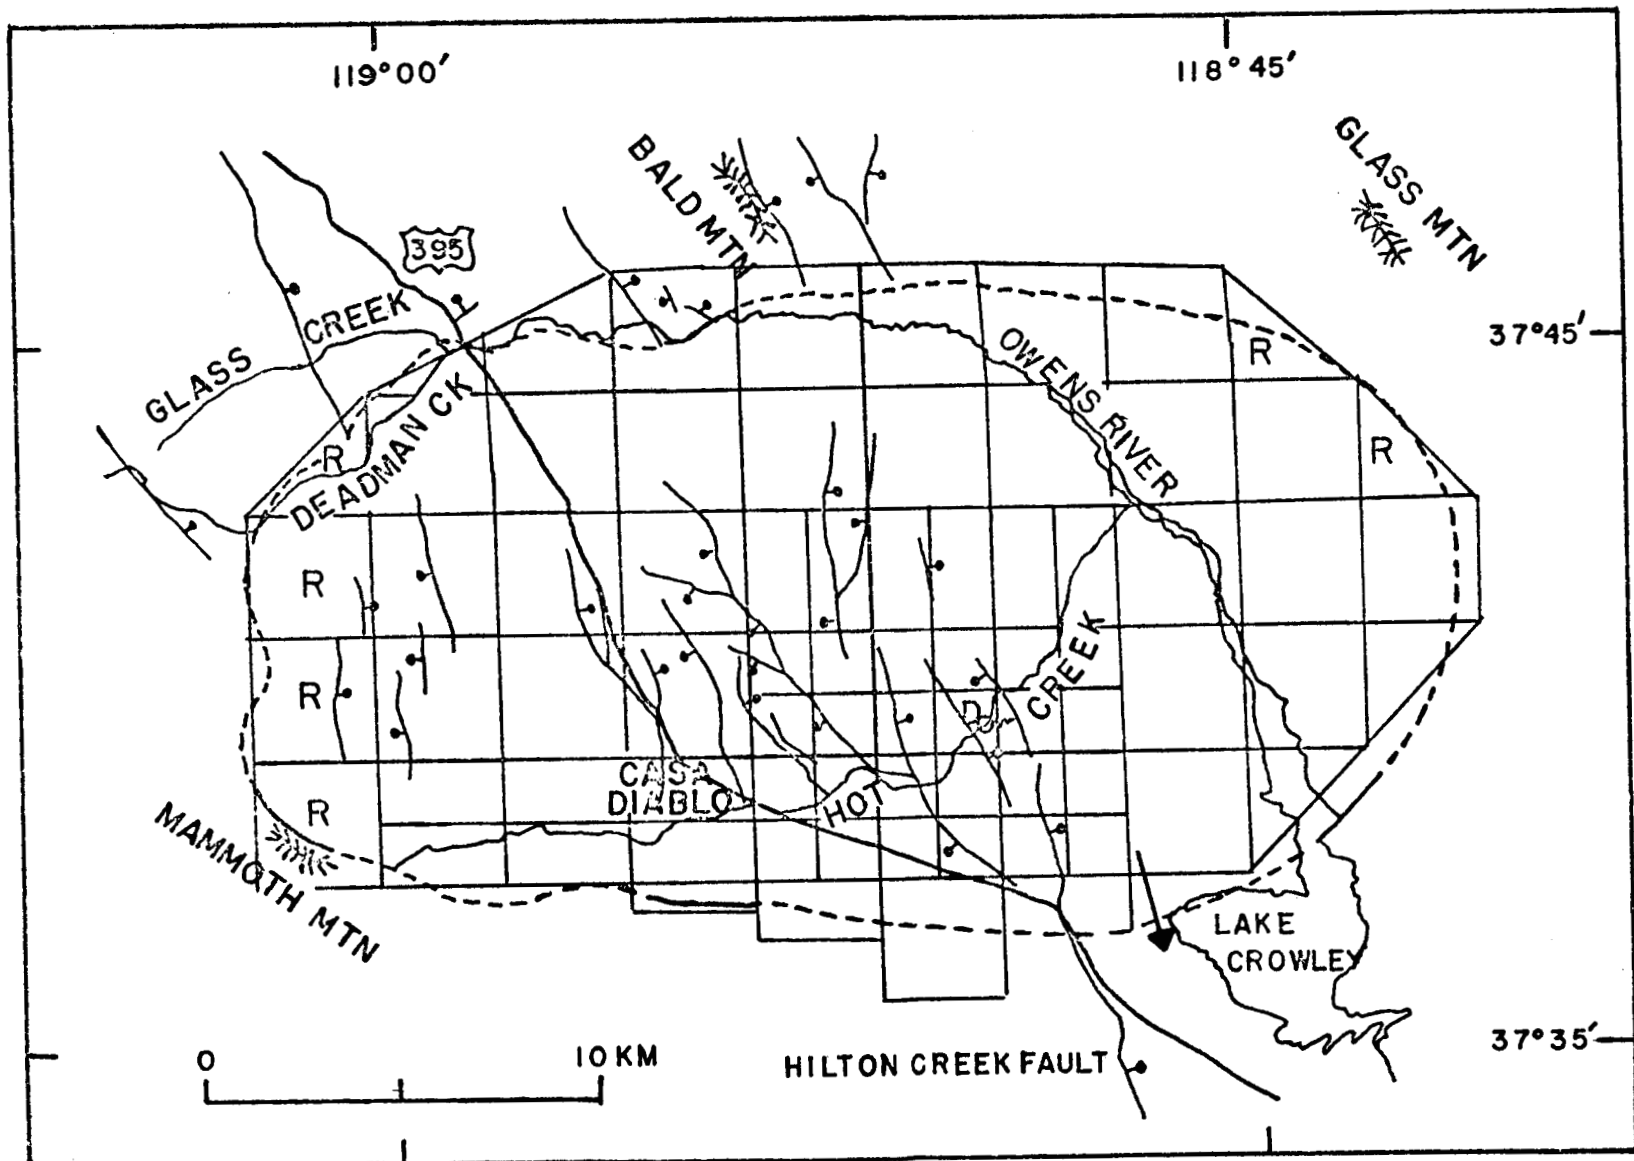 119°00′
118°45′
GLASS MTN
BALD MTN
395
37°45′
GLASS CREEK
OWENS RIVER
R
R
R
DEADMAN CK
R
CREEK
R
D
CASA
DIABLO
HOT
R
MAMMOTH MTN
LAKE
CROWLEY
37°35′
0
10 KM
HILTON CREEK FAULT